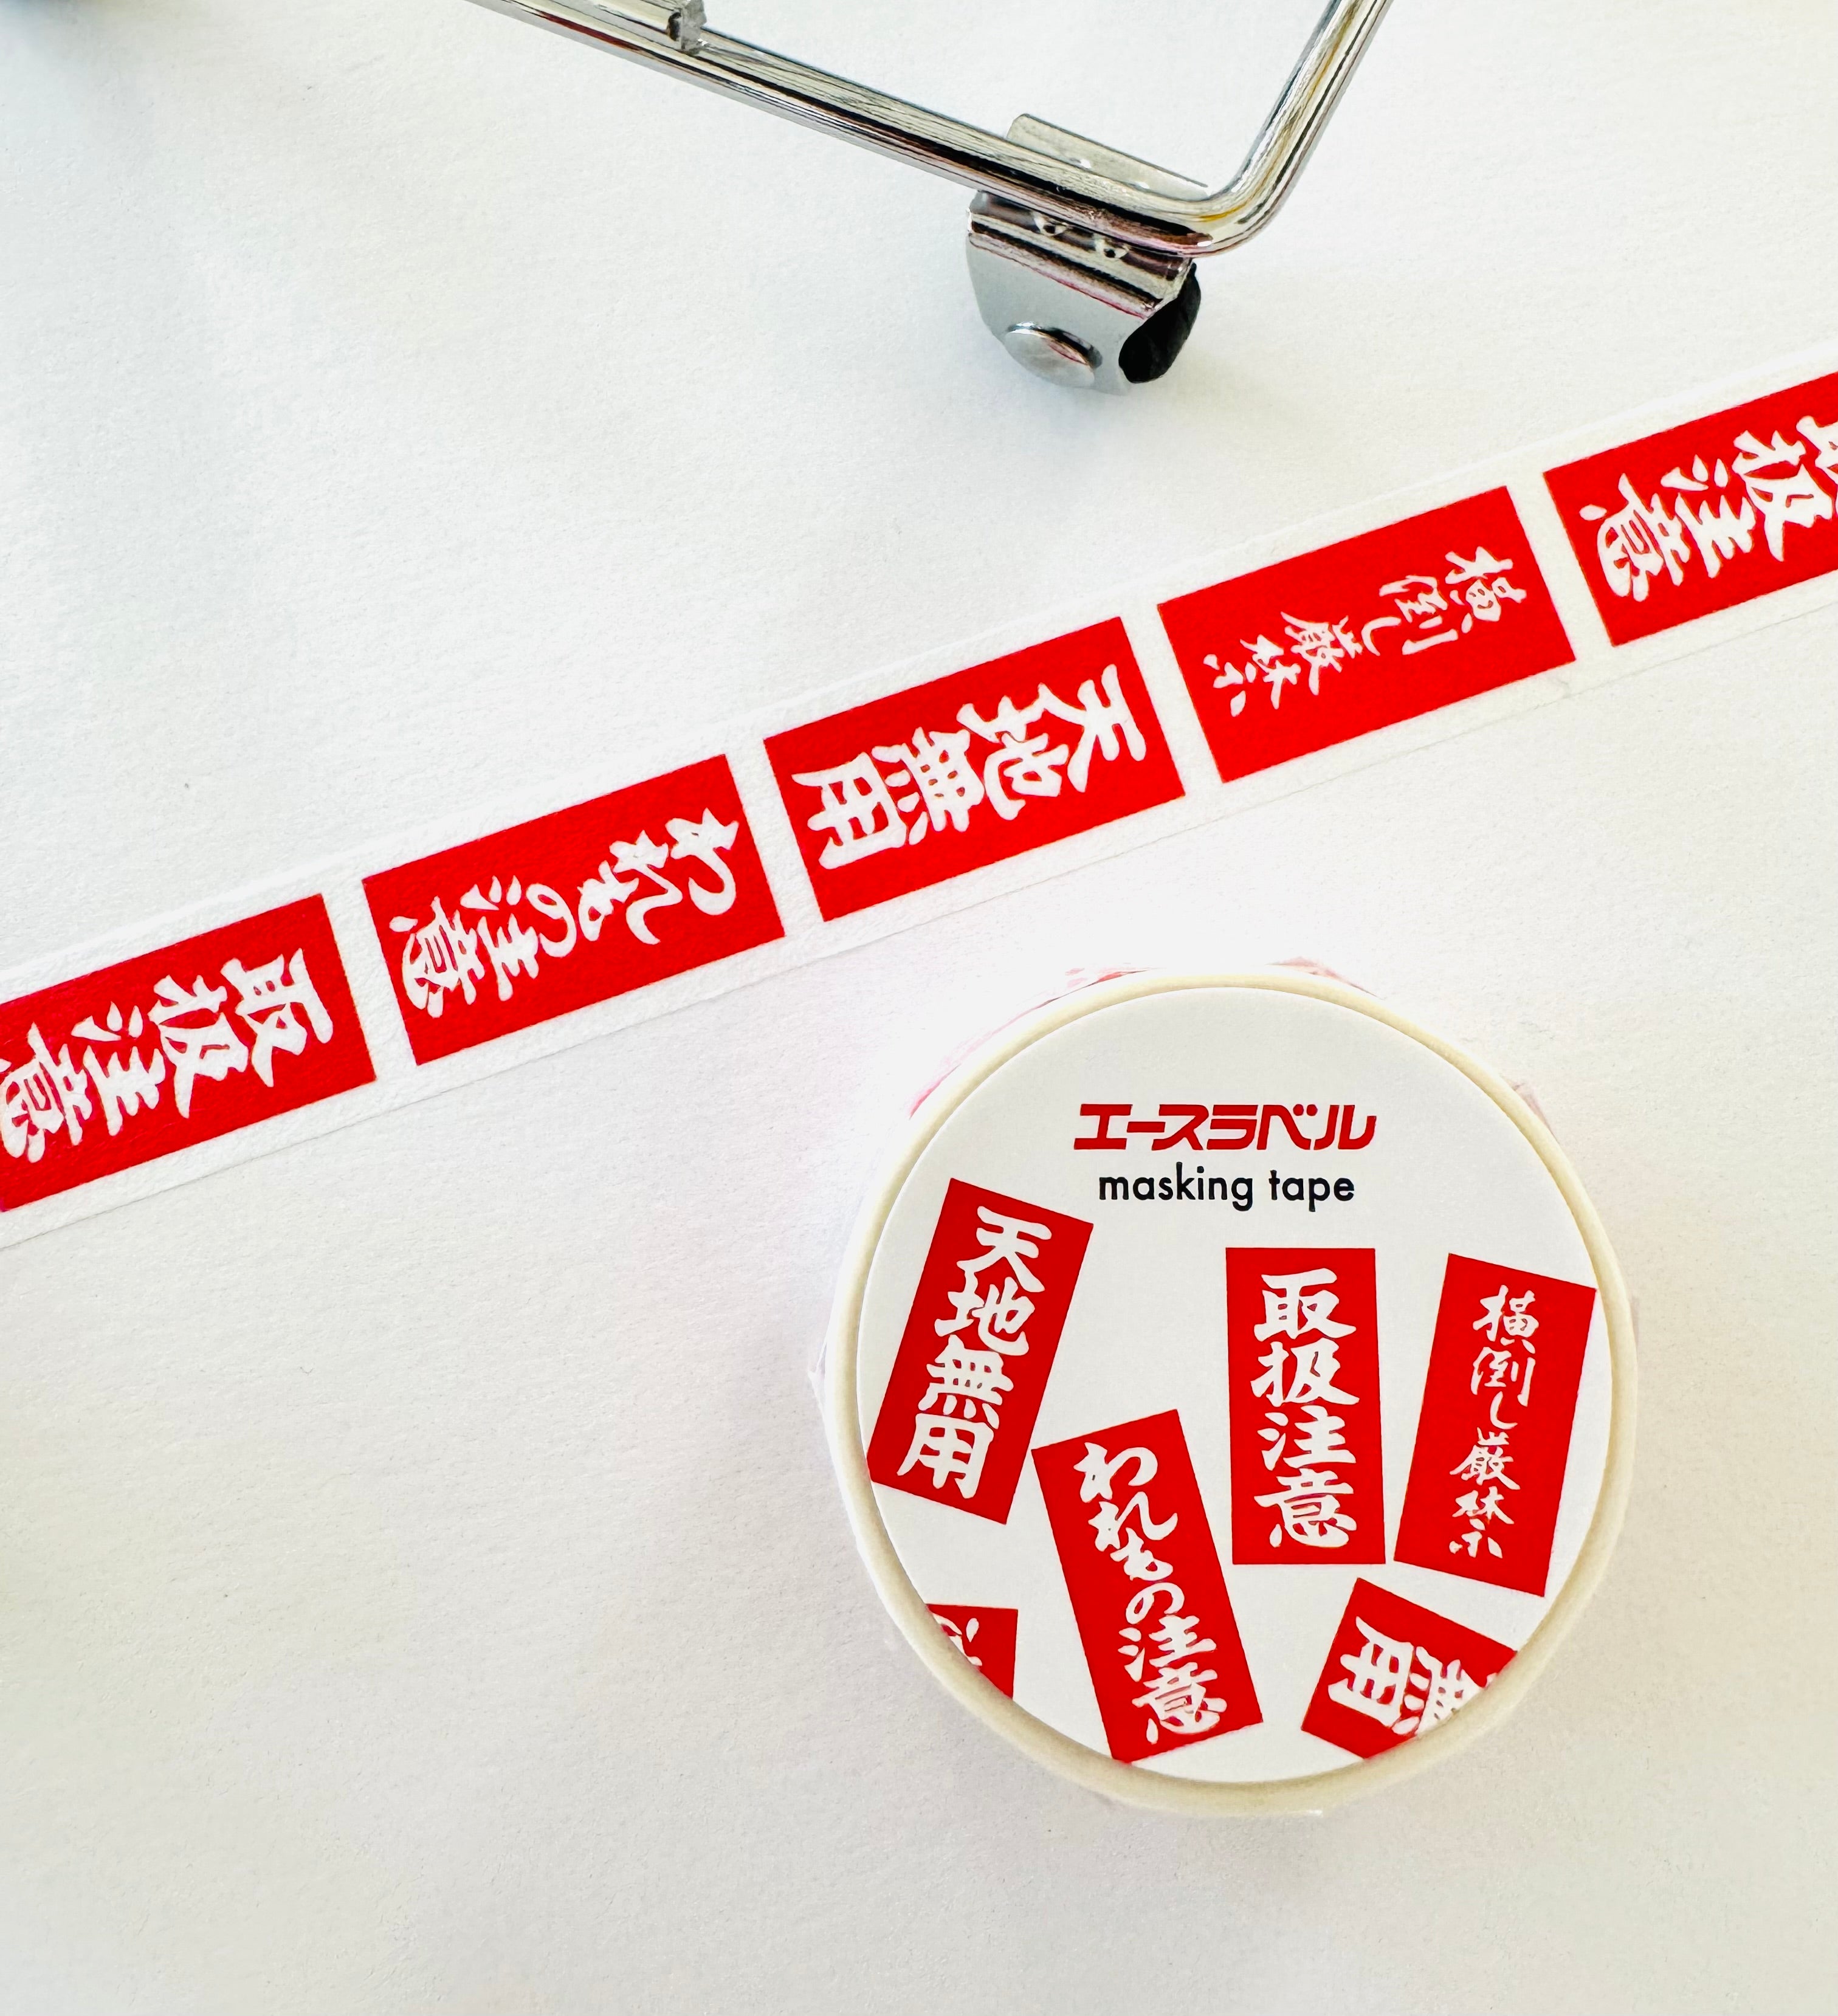 取扱注意
われもの注意
天地無用
横倒し厳禁
取扱注意
エースラベル
masking tape
天地無用
われもの注意
取扱注意
横倒し厳禁
無用